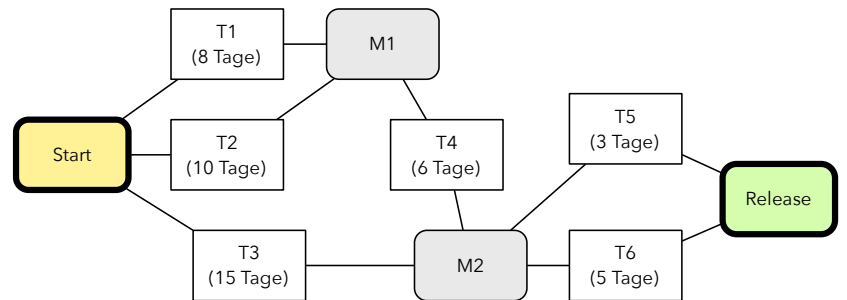 T1
(8 Tage)
M1
Start
T2
(10 Tage)
T4
(6 Tage)
T5
(3 Tage)
Release
T3
(15 Tage)
M2
T6
(5 Tage)